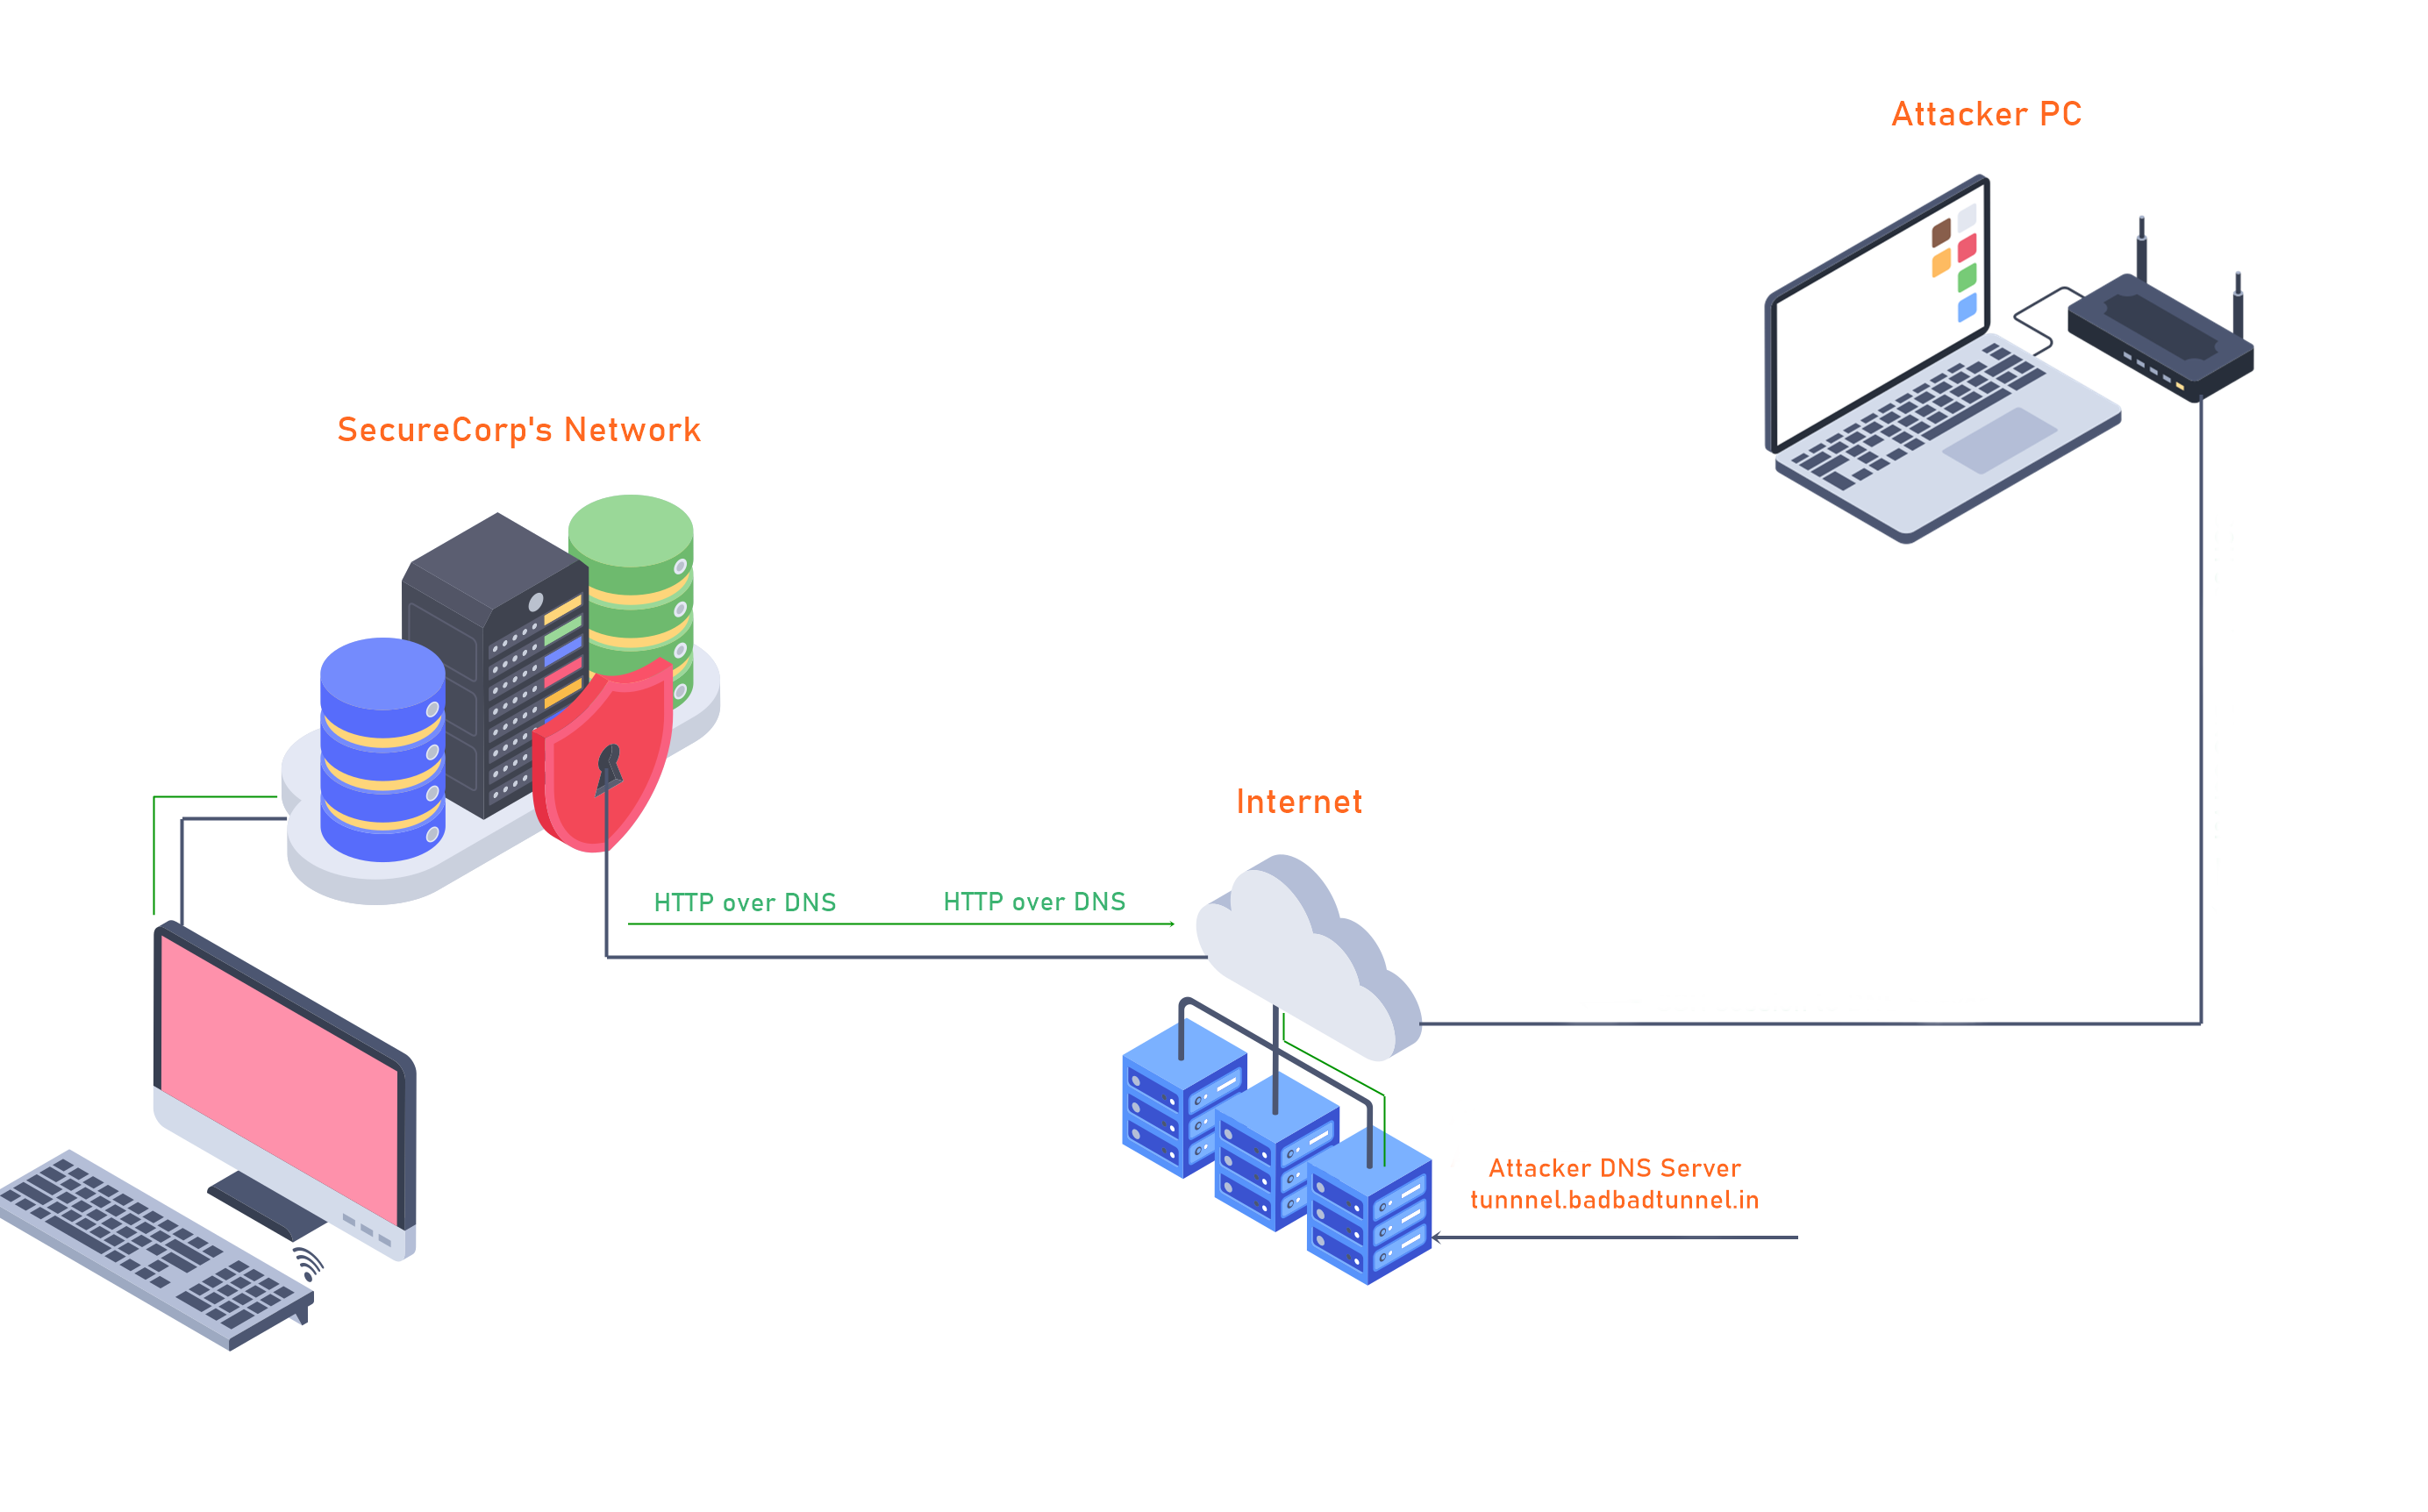 Attacker PC
SecureCorp's Network
Internet
HTTP over DNS
HTTP over DNS
Attacker DNS Server
tunnnel.badbadtunnel.in